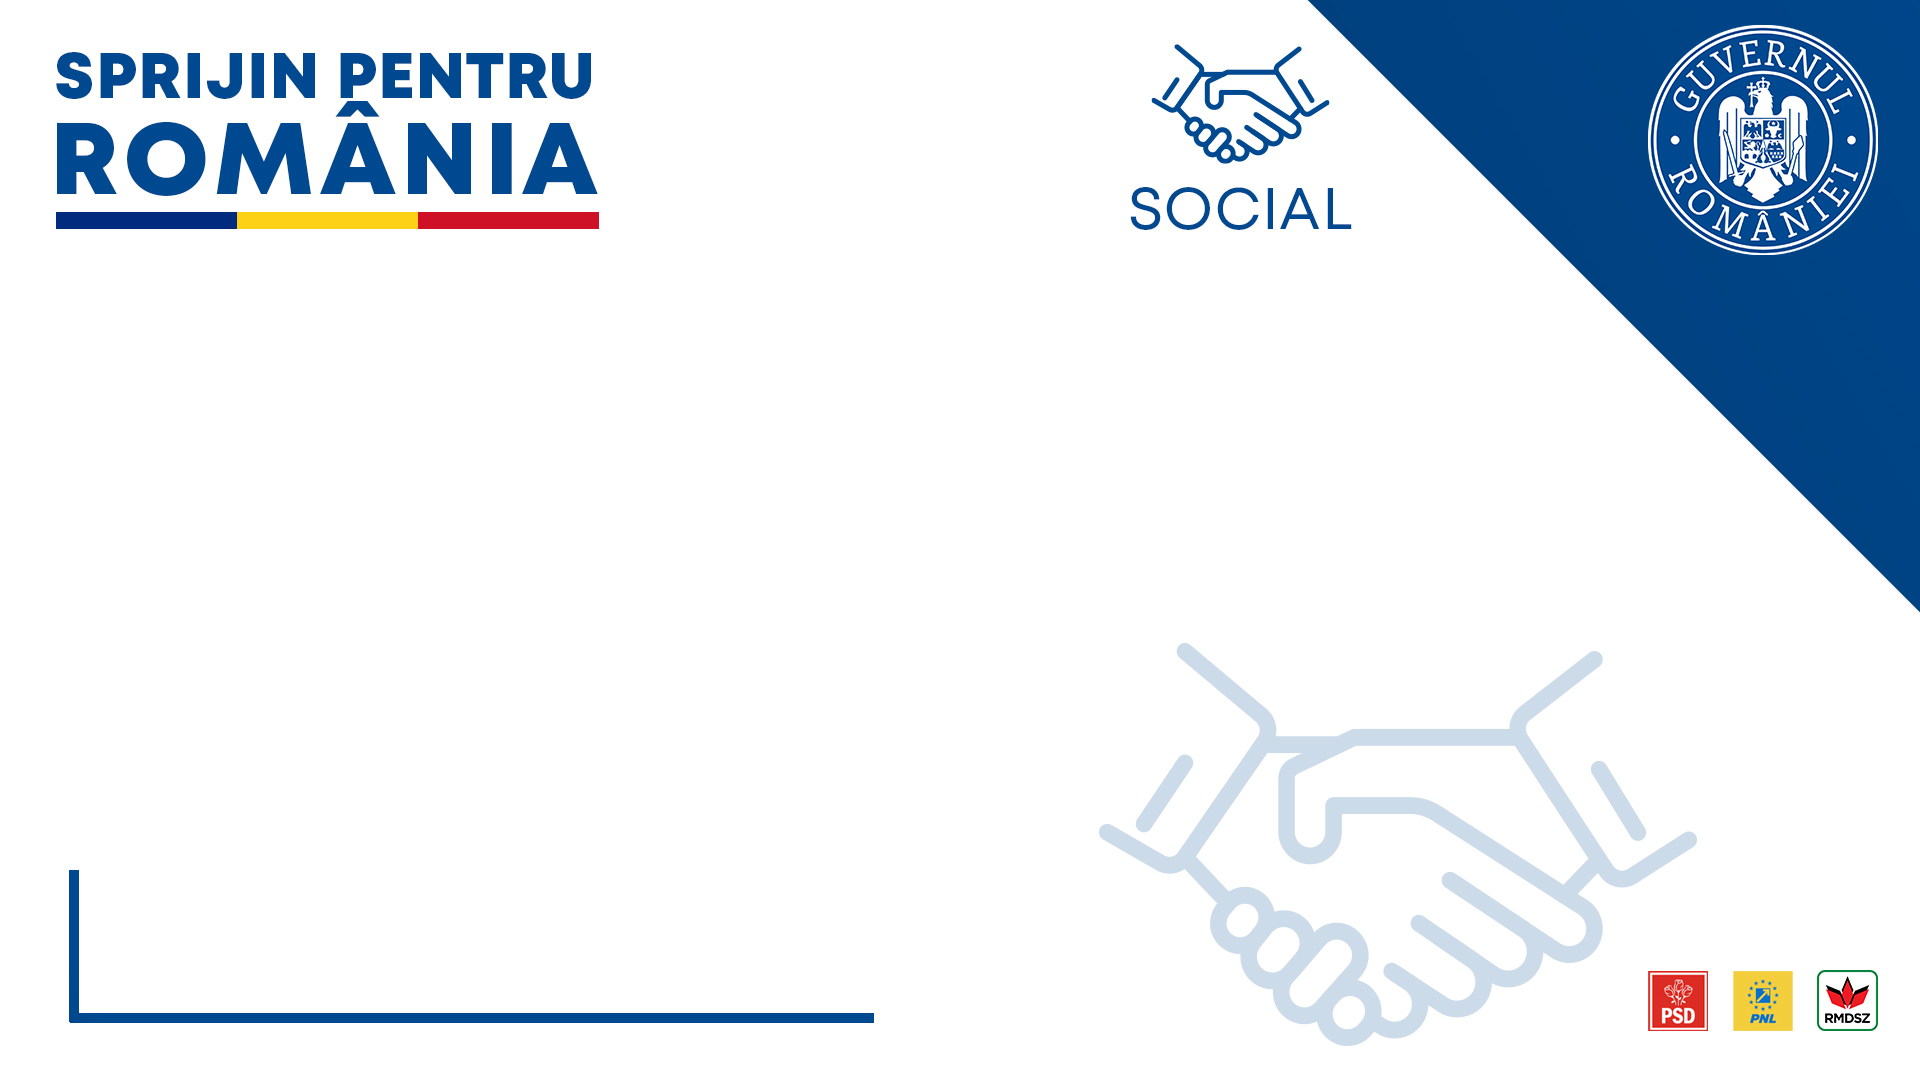 SPRIJIN PENTRU
ROMÂNIA
SOCIAL
GUVERNUL
ROMÂNIEI
PSD
PNL
RMDSZ